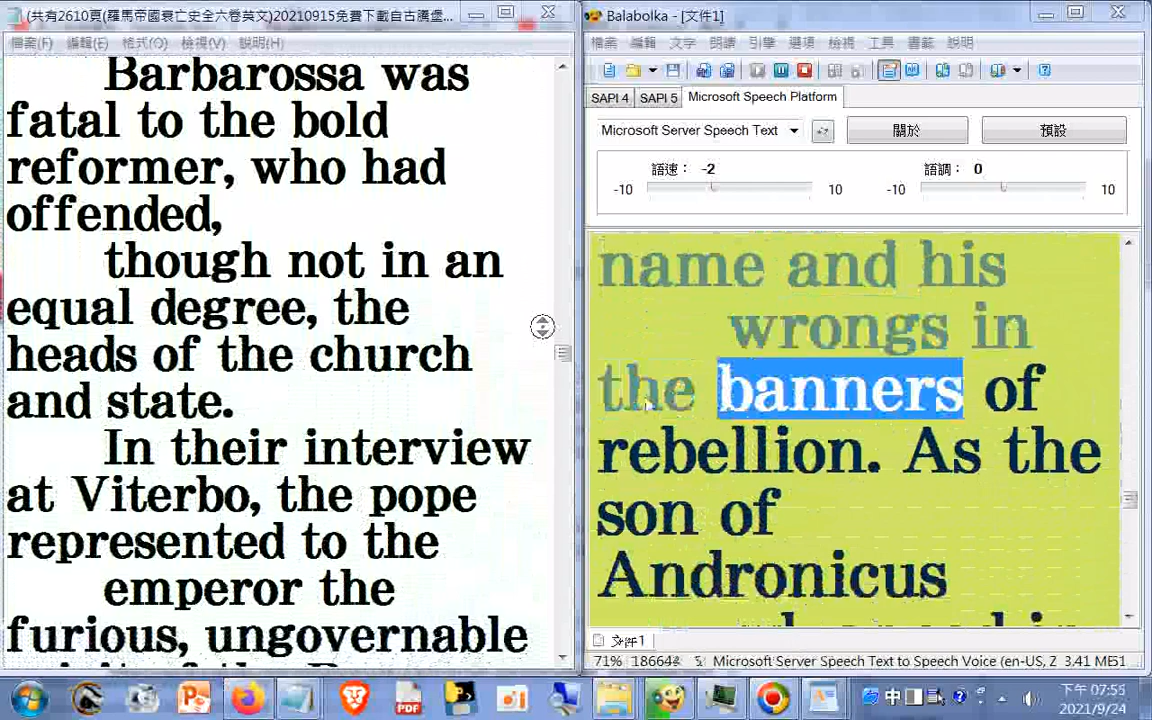 (共有2610頁(羅馬帝國衰亡史全六卷英文)20210915免費下載自古騰堡...
檔案(F) 編輯(E) 格式(O) 檢視(V) 說明(H)
Barbarossa was
fatal to the bold
reformer, who had
offended,
though not in an
equal degree, the
heads of the church
and state.
In their interview
at Viterbo, the pope
represented to the
emperor the
furious, ungovernable
Balabolka - [文件1]
檔案 編輯 文字 朗讀 引擎 選項 檢視 工具 書籤 說明
SAPI 4 SAPI 5 Microsoft Speech Platform
Microsoft Server Speech Text 關於 預設
語速： -2 語調： 0
-10 10 -10 10
name and his
wrongs in
the banners of
rebellion. As the
son of
Andronicus
文件1
71% Microsoft Server Speech Text to Speech Voice (en-US, Z 3.41 ME51
PDF 中 下午 07:55
2021/9/24